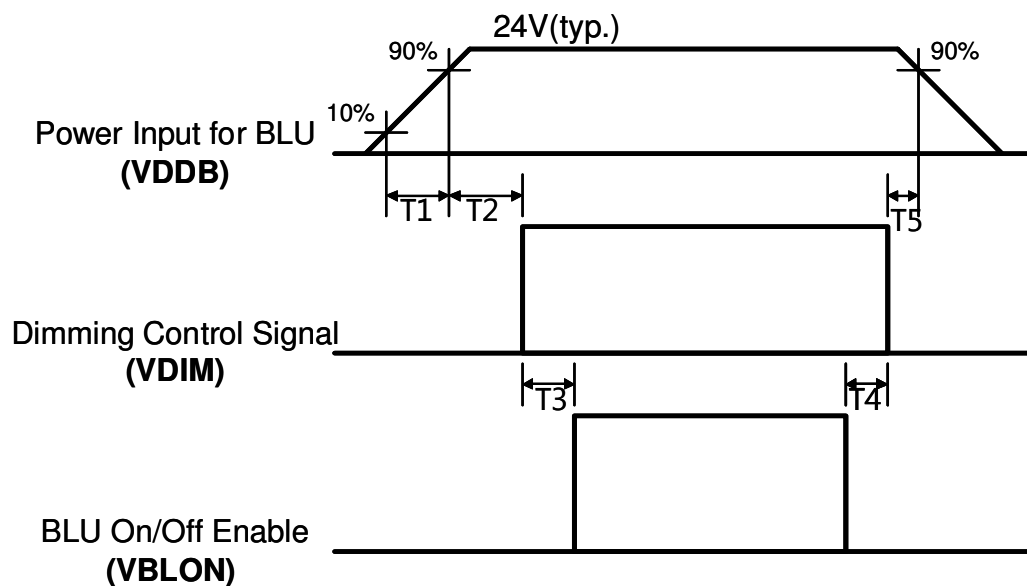 24V(typ.)
90%
90%
10%
Power Input for BLU
(VDDB)
T1
T2
T5
Dimming Control Signal
(VDIM)
T3
T4
BLU On/Off Enable
(VBLON)